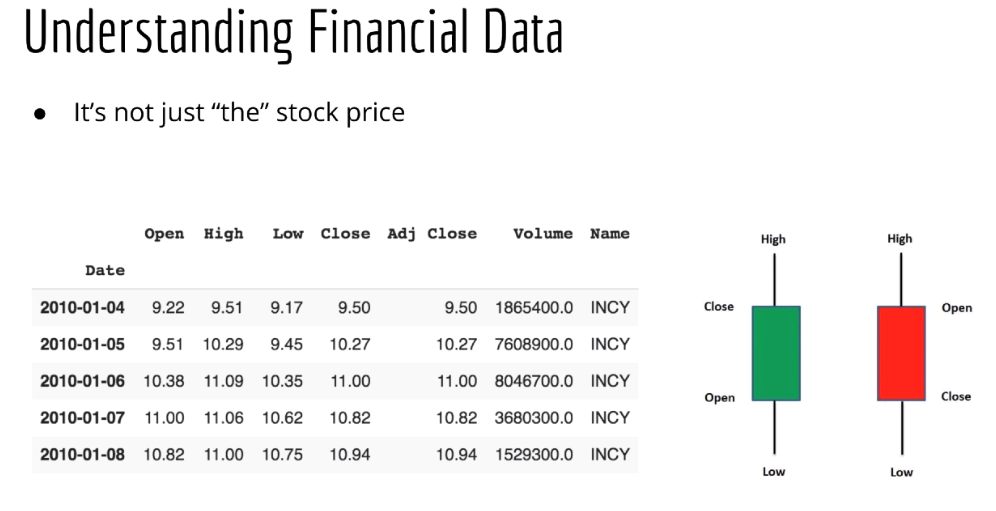 Understanding Financial Data
● It's not just “the” stock price
Open High Low Close Adj Close Volume Name
Date
2010-01-04 9.22 9.51 9.17 9.50 9.50 1865400.0 INCY
2010-01-05 9.51 10.29 9.45 10.27 10.27 7608900.0 INCY
2010-01-06 10.38 11.09 10.35 11.00 11.00 8046700.0 INCY
2010-01-07 11.00 11.06 10.62 10.82 10.82 3680300.0 INCY
2010-01-08 10.82 11.00 10.75 10.94 10.94 1529300.0 INCY
High High
Close Open
Open Close
Low Low